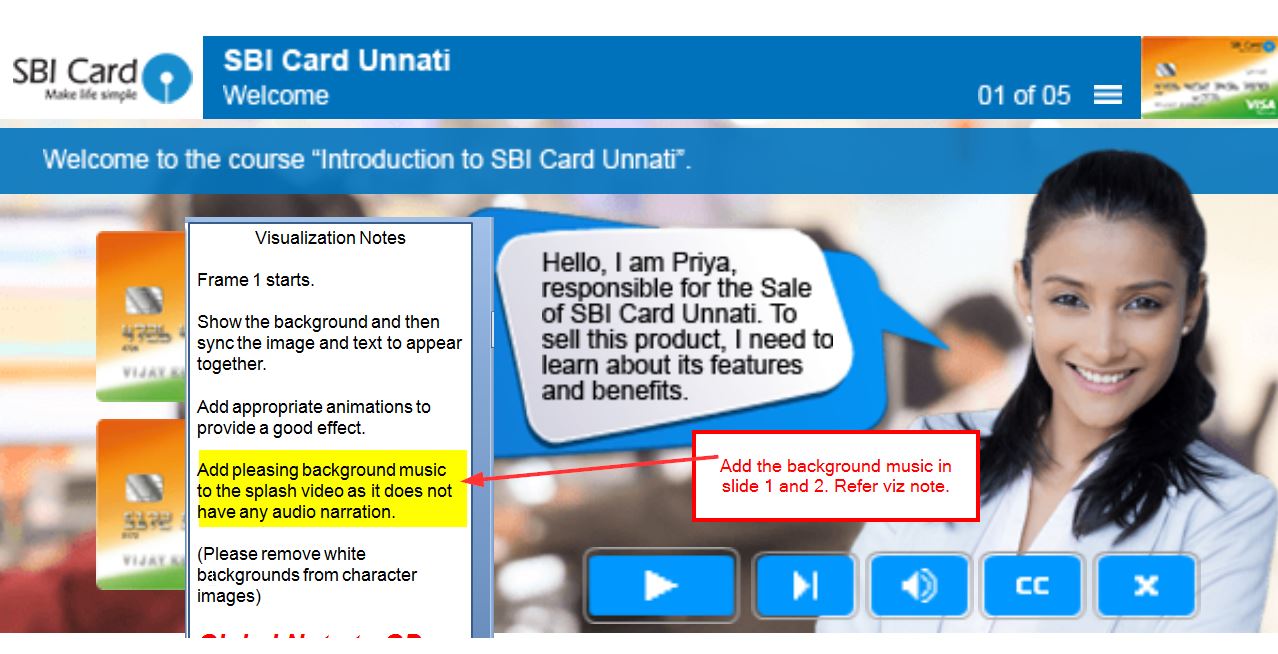 SBI Card
Make life simple
SBI Card Unnati
Welcome
01 of 05
SBI Card
VISA
Welcome to the course “Introduction to SBI Card Unnati”.
Visualization Notes
Frame 1 starts.
Show the background and then
sync the image and text to appear
together.
Add appropriate animations to
provide a good effect.
Add pleasing background music
to the splash video as it does not
have any audio narration.
(Please remove white
backgrounds from character
images)
Hello, I am Priya,
responsible for the Sale
of SBI Card Unnati. To
sell this product, I need to
learn about its features
and benefits.
Add the background music in
slide 1 and 2. Refer viz note.
VIJAY
VIJAY
CC